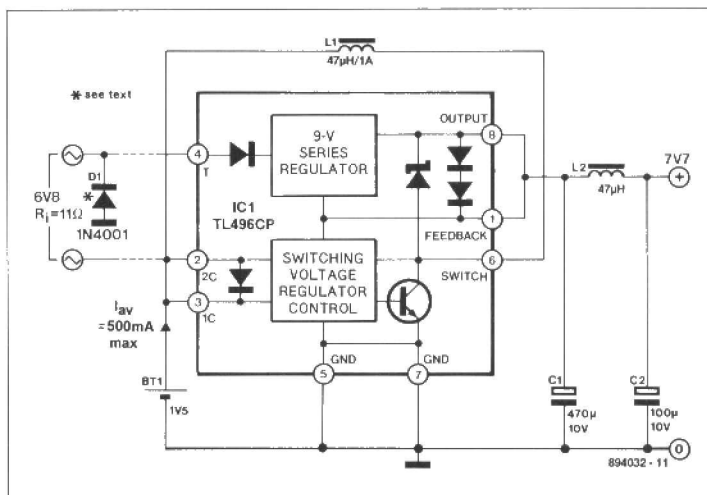 L1
47µH/1A
* see text
OUTPUT
9-V
SERIES
REGULATOR
4
T
8
L2
7V7
+
47µH
6V8
Ri=11Ω
D1
*
1N4001
IC1
TL496CP
1
FEEDBACK
2
2C
SWITCHING
VOLTAGE
REGULATOR
CONTROL
6
SWITCH
3
1C
Iav
=500mA
max
GND
GND
5
7
BT1
1V5
C1
470µ
10V
C2
100µ
10V
0
894032 - 11